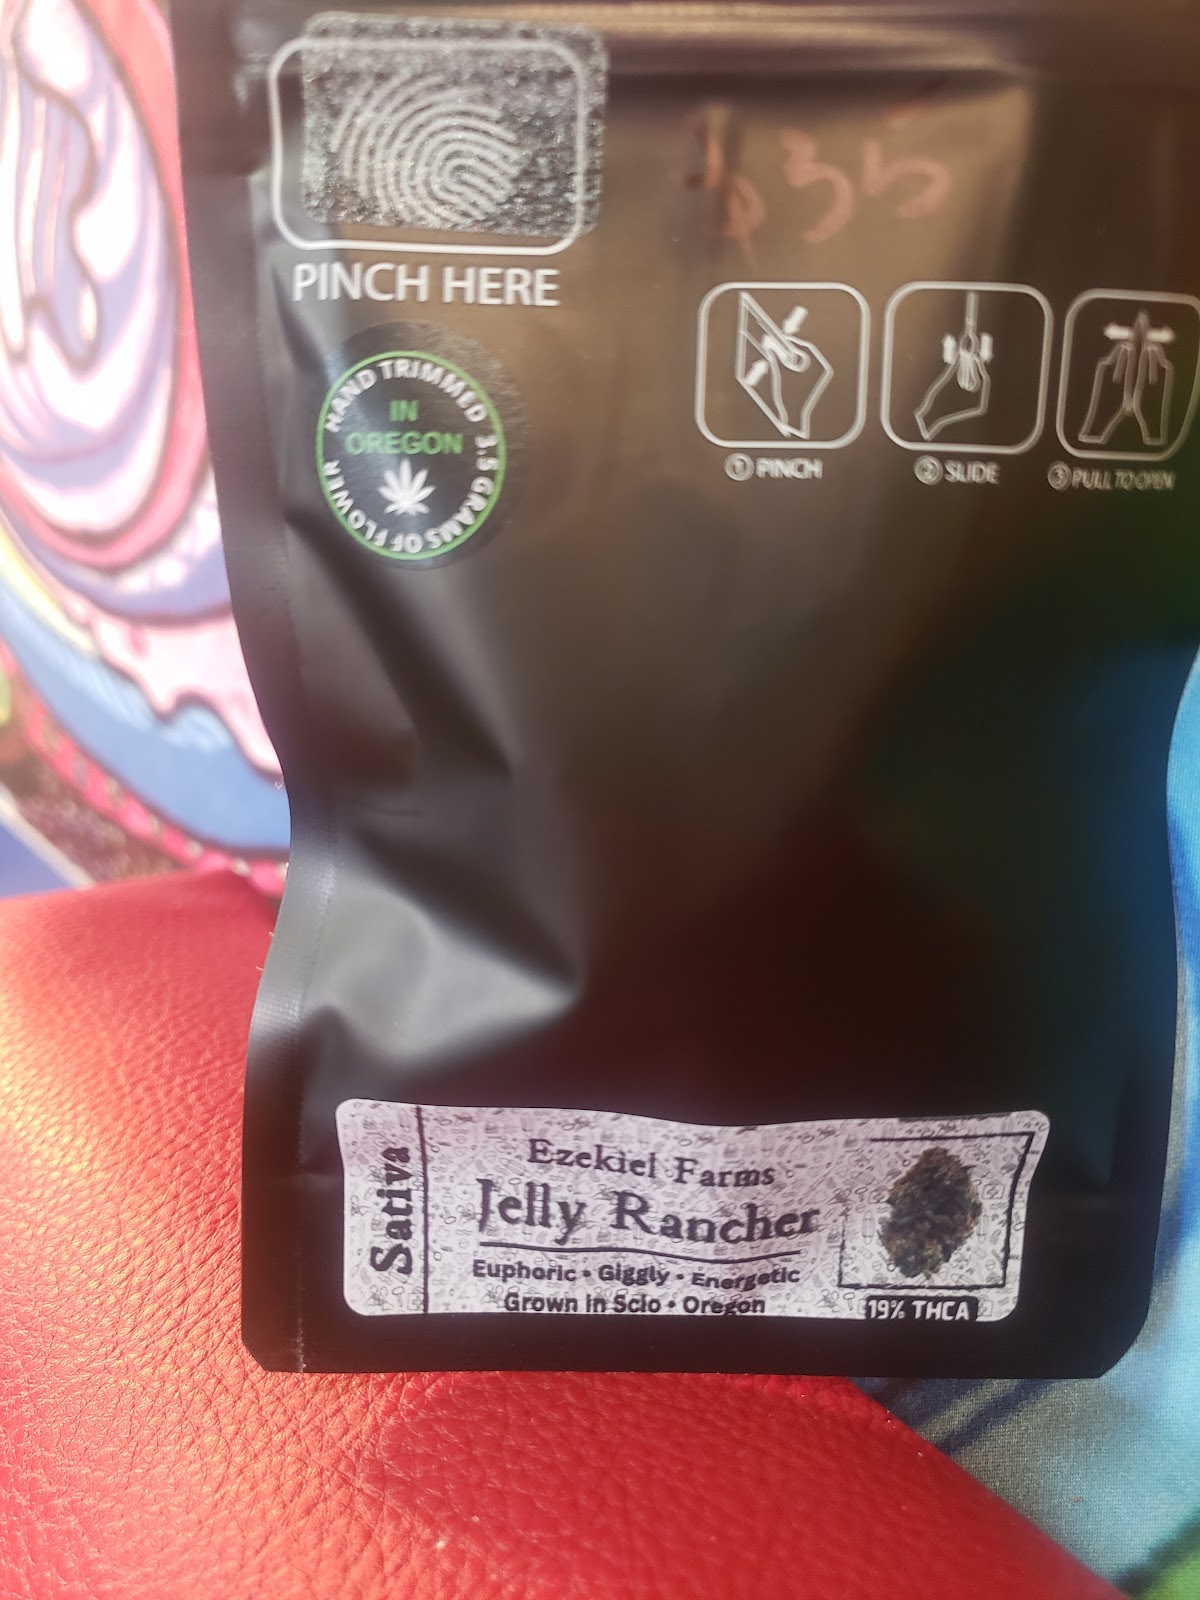 $35
PINCH HERE
HAND TRIMMED 3.5 GRAMS OF FLOWER
IN
OREGON
① PINCH
② SLIDE
③ PULL TO OPEN
Sativa
Ezekiel Farms
Jelly Rancher
Euphoric • Giggly • Energetic
Grown in Scio • Oregon
19% THCA